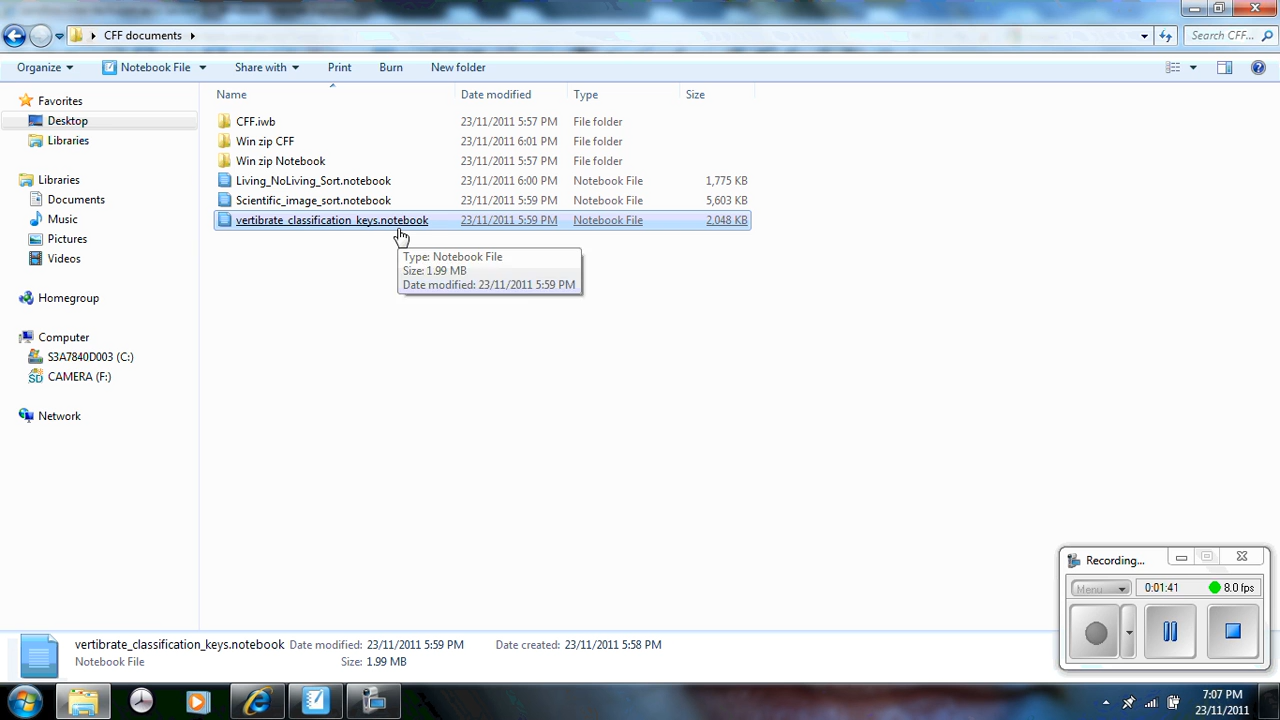 CFF documents
Search CFF...
Organize Notebook File Share with Print Burn New folder
Name Date modified Type Size
Favorites
Desktop
Libraries
Libraries
Documents
Music
Pictures
Videos
Homegroup
Computer
S3A7840D003 (C:)
CAMERA (F:)
Network
CFF.iwb 23/11/2011 5:57 PM File folder
Win zip CFF 23/11/2011 6:01 PM File folder
Win zip Notebook 23/11/2011 5:57 PM File folder
Living_NoLiving_Sort.notebook 23/11/2011 6:00 PM Notebook File 1,775 KB
Scientific_image_sort.notebook 23/11/2011 5:59 PM Notebook File 5,603 KB
vertibrate_classification_keys.notebook 23/11/2011 5:59 PM Notebook File 2,048 KB
Type: Notebook File
Size: 1.99 MB
Date modified: 23/11/2011 5:59 PM
Recording...
Menu 0:01:41 8.0 fps
vertibrate_classification_keys.notebook Date modified: 23/11/2011 5:59 PM Date created: 23/11/2011 5:58 PM
Notebook File Size: 1.99 MB
7:07 PM
23/11/2011